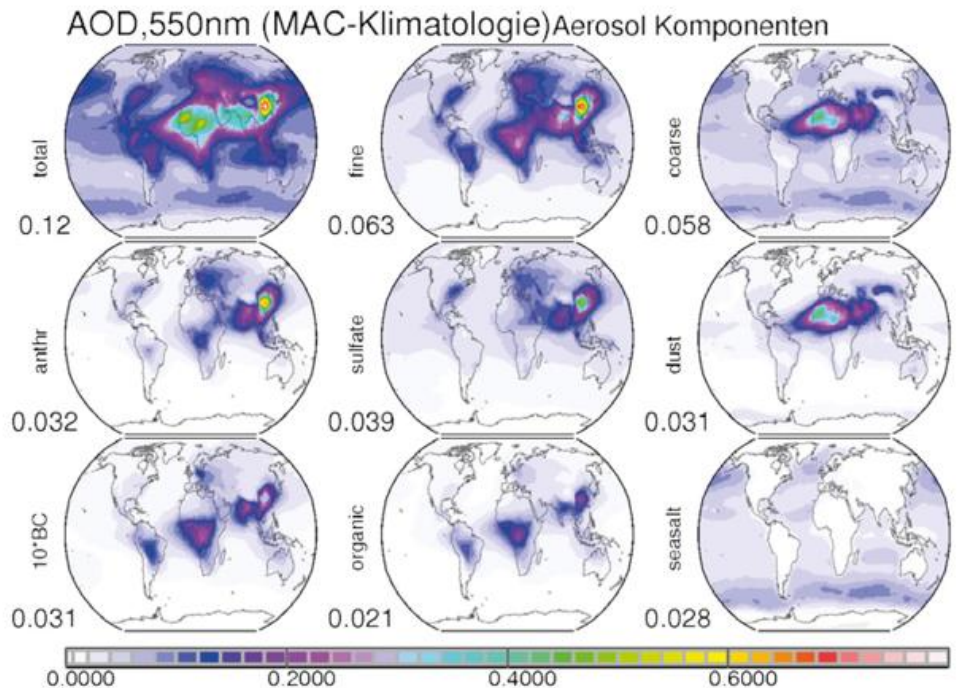 AOD,550nm (MAC-Klimatologie) Aerosol Komponenten
total
0.12
fine
0.063
coarse
0.058
anthr
0.032
sulfate
0.039
dust
0.031
10*BC
0.031
organic
0.021
seasalt
0.028
0.0000 0.2000 0.4000 0.6000